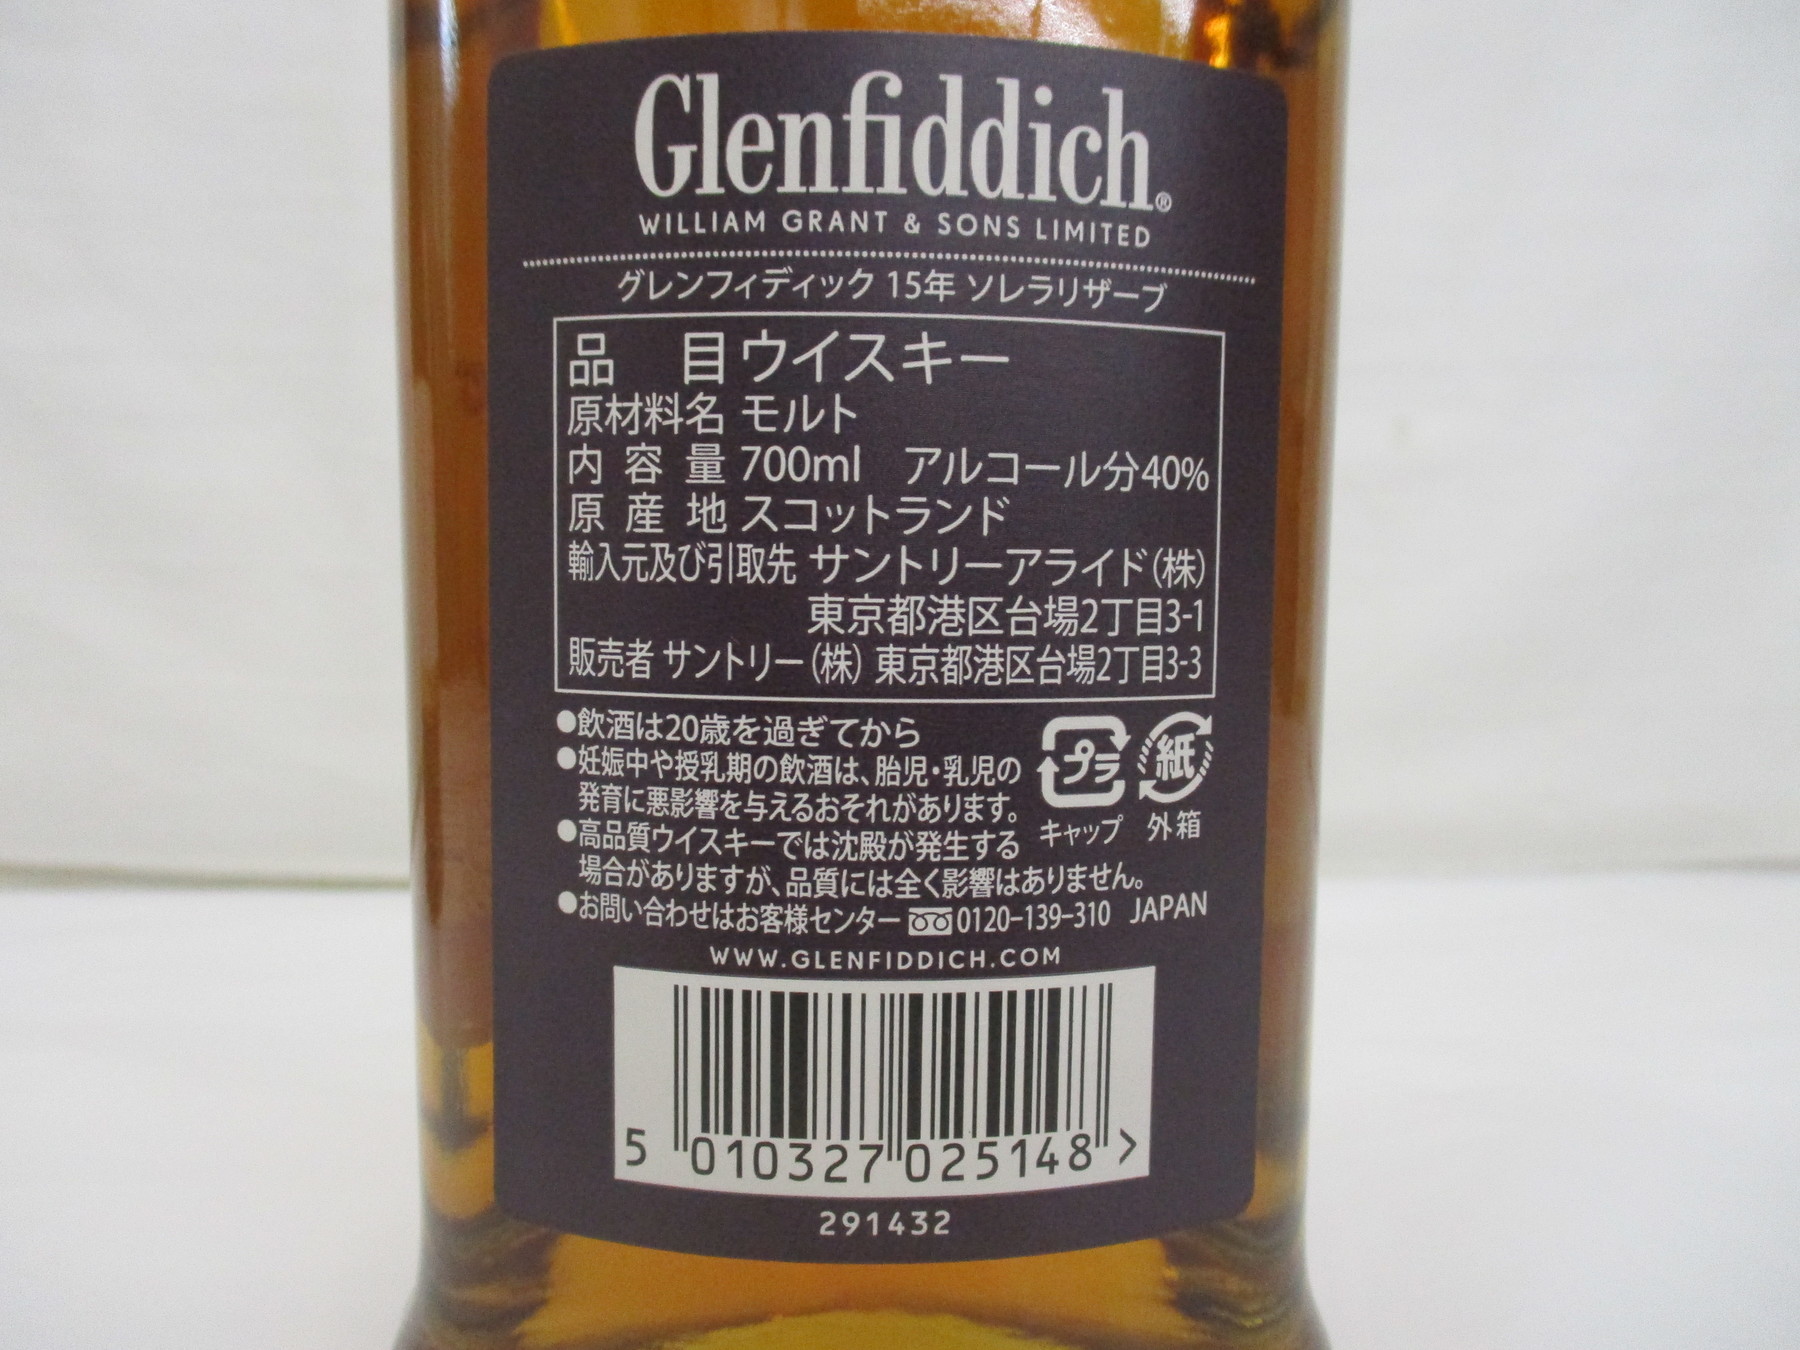 Glenfiddich®
WILLIAM GRANT & SONS LIMITED
グレンフィディック 15年 ソレラリザーブ
品目 ウイスキー
原材料名 モルト
内容量 700ml アルコール分40%
原産地 スコットランド
輸入元及び引取先 サントリーアライド(株)
東京都港区台場2丁目3-1
販売者 サントリー(株) 東京都港区台場2丁目3-3
●飲酒は20歳を過ぎてから
●妊娠中や授乳期の飲酒は、胎児・乳児の
発育に悪影響を与えるおそれがあります。
プラ 紙
キャップ 外箱
●高品質ウイスキーでは沈殿が発生する
場合がありますが、品質には全く影響はありません。
●お問い合わせはお客様センター 0120-139-310 JAPAN
WWW.GLENFIDDICH.COM
5 010327 025148 >
291432